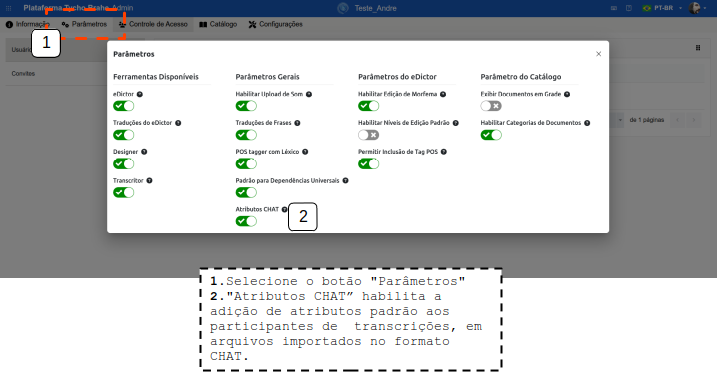 Plataforma Tycho Brahe Admin
Teste_Andre
PT-BR
Informação
Parâmetros
Controle de Acesso
Catálogo
Configurações
1
Usuário
Convites
de 1 páginas
Parâmetros
×
Ferramentas Disponíveis
eDictor
Traduções do eDictor
Designer
Transcritor
Parâmetros Gerais
Habilitar Upload de Som
Traduções de Frases
POS tagger com Léxico
Padrão para Dependências Universais
Atributos CHAT
2
Parâmetros do eDictor
Habilitar Edição de Morfema
Habilitar Níveis de Edição Padrão
Permitir Inclusão de Tag POS
Parâmetro do Catálogo
Exibir Documentos em Grade
Habilitar Categorias de Documentos
1.Selecione o botão "Parâmetros"
2."Atributos CHAT” habilita a
adição de atributos padrão aos
participantes de transcrições, em
arquivos importados no formato
CHAT.